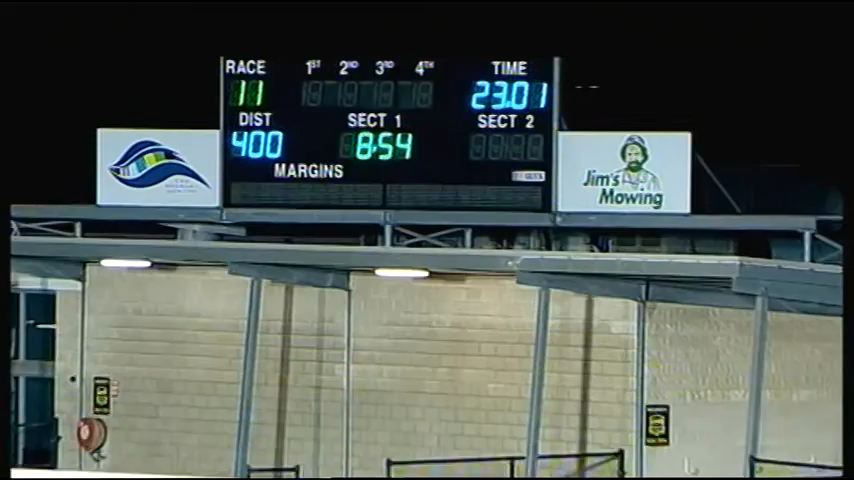 RACE 1ST 2ND 3RD 4TH TIME
11 23.01
DIST SECT 1 SECT 2
400 8.54
MARGINS
Jim's
Mowing